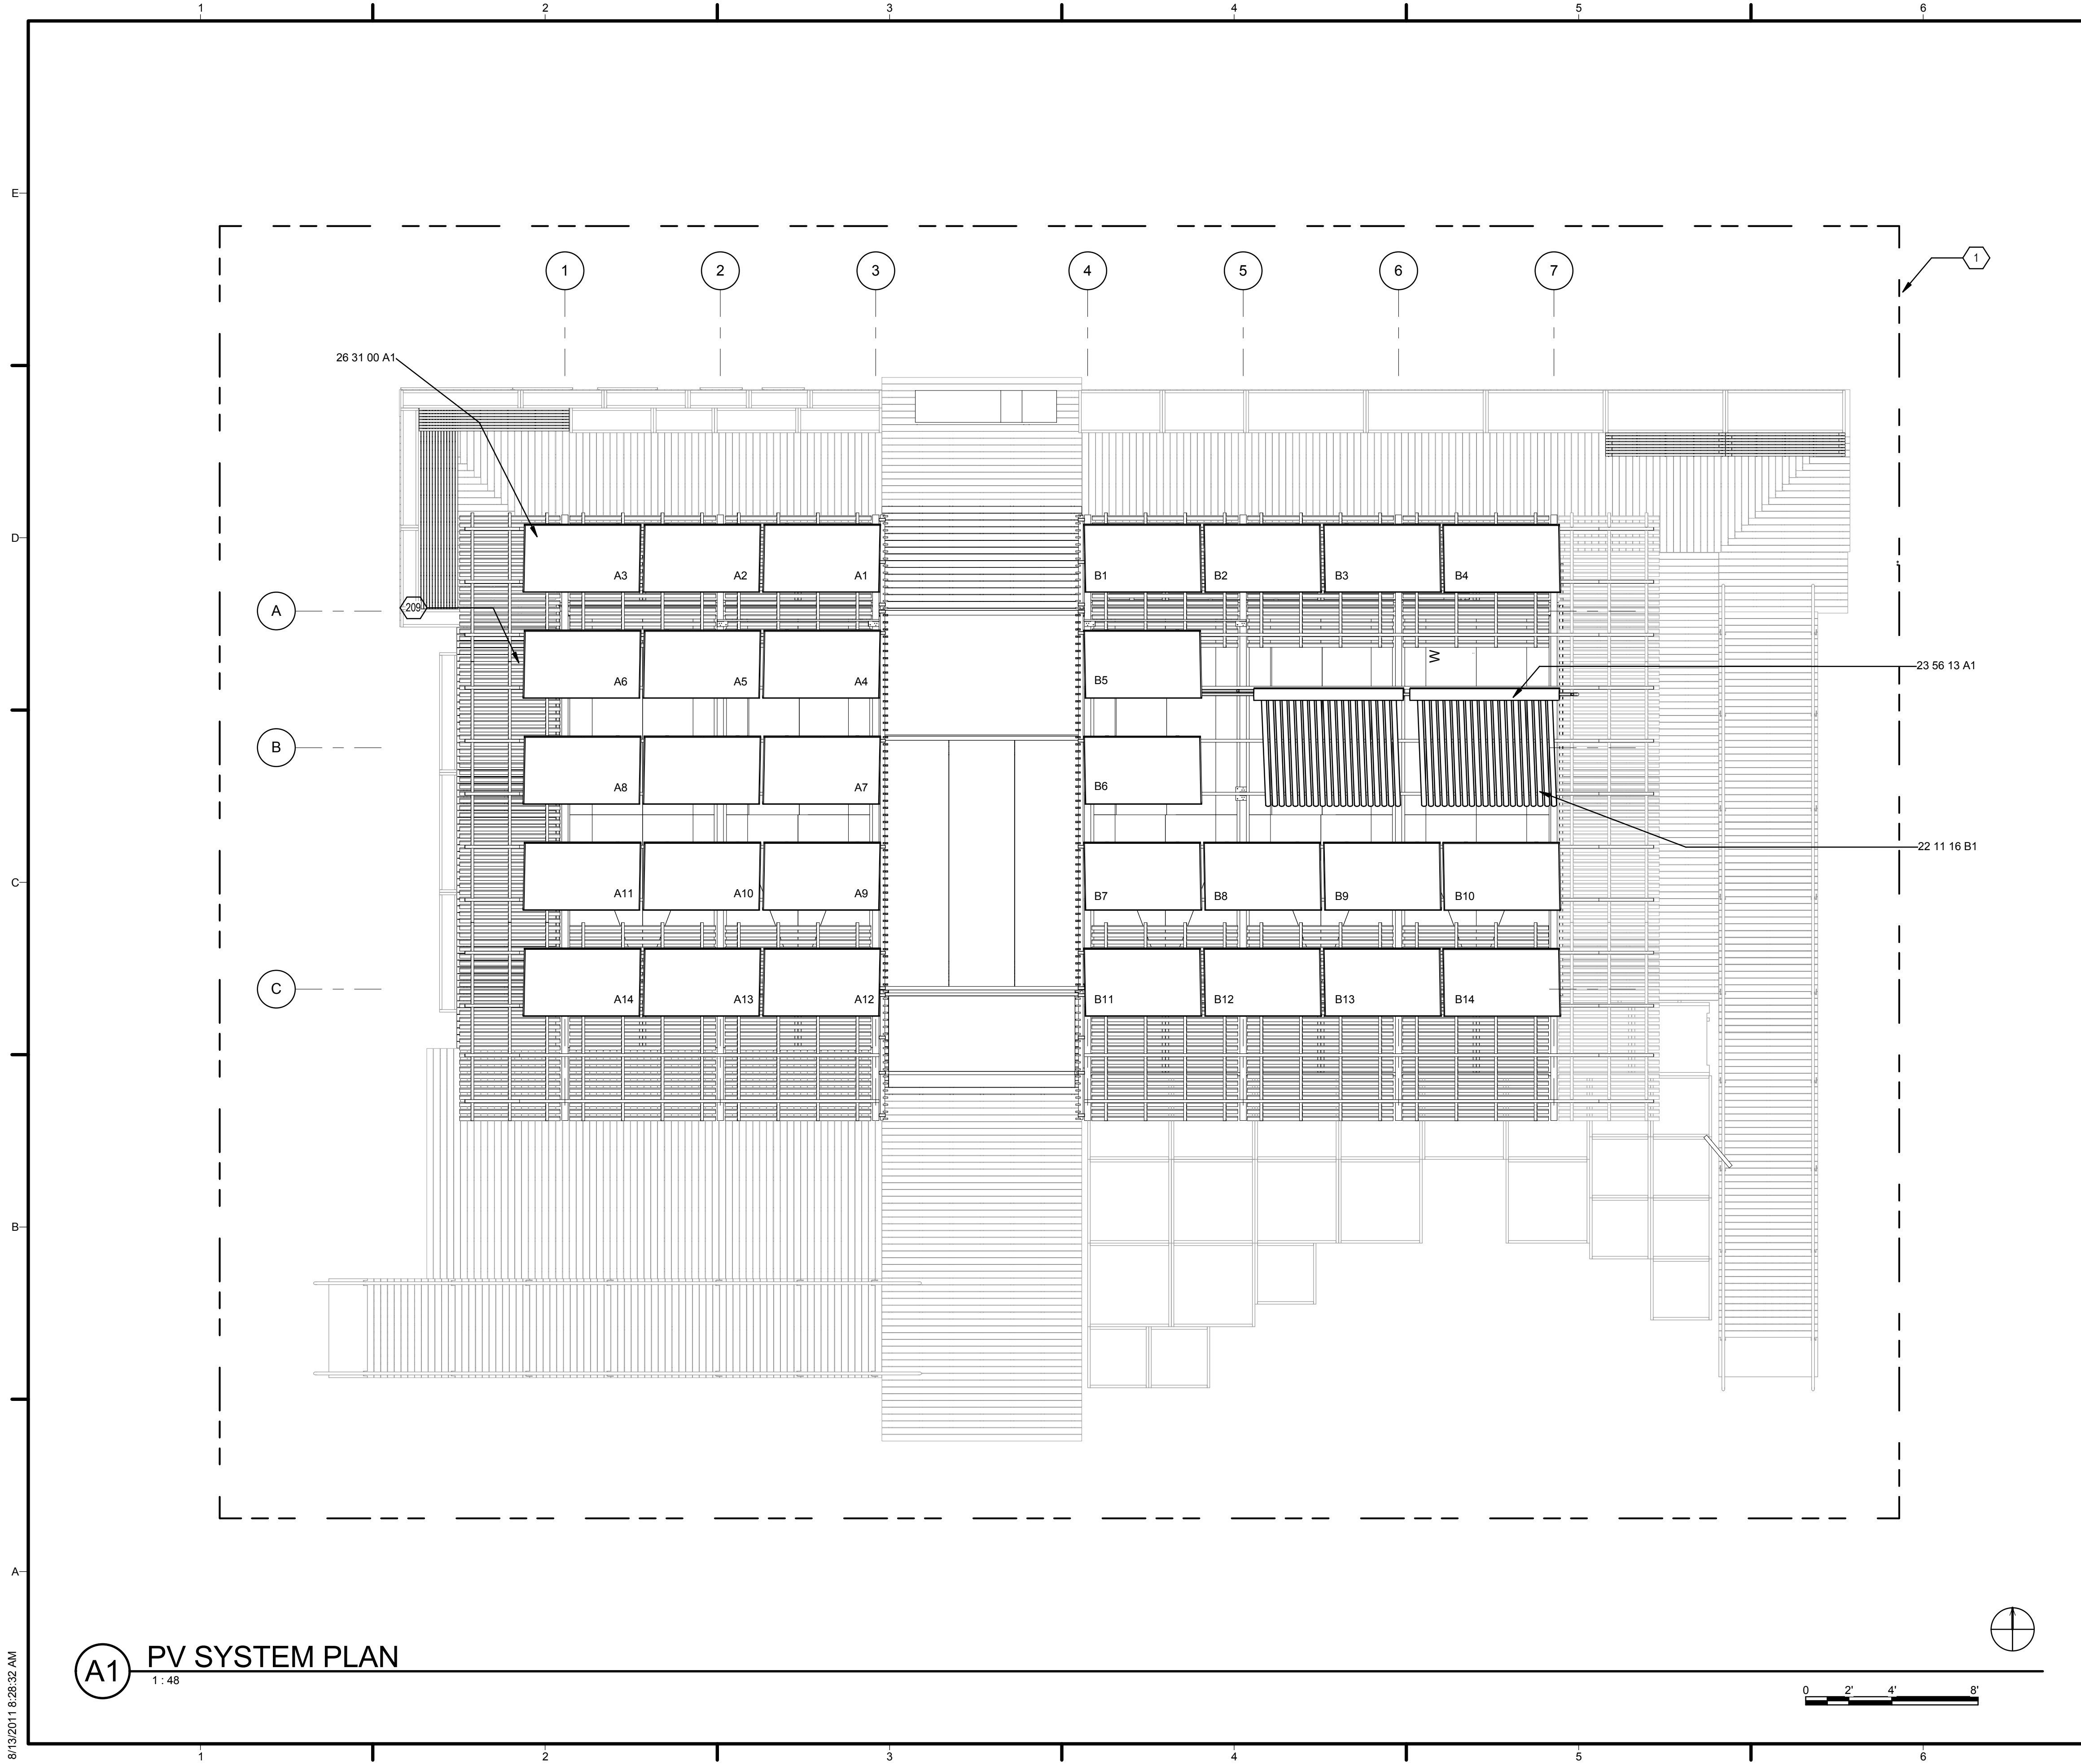 1 2 3 4 5 6
E
1 2 3 4 5 6 7
1
26 31 00 A1
D
A3 A2 A1 B1 B2 B3 B4
A
209
A6 A5 A4 B5
W
23 56 13 A1
B
A8 A7 B6
22 11 16 B1
C
A11 A10 A9 B7 B8 B9 B10
C
A14 A13 A12 B11 B12 B13 B14
B
A
A1
PV SYSTEM PLAN
1 : 48
0 2' 4' 8'
8/13/2011 8:28:32 AM
1 2 3 4 5 6